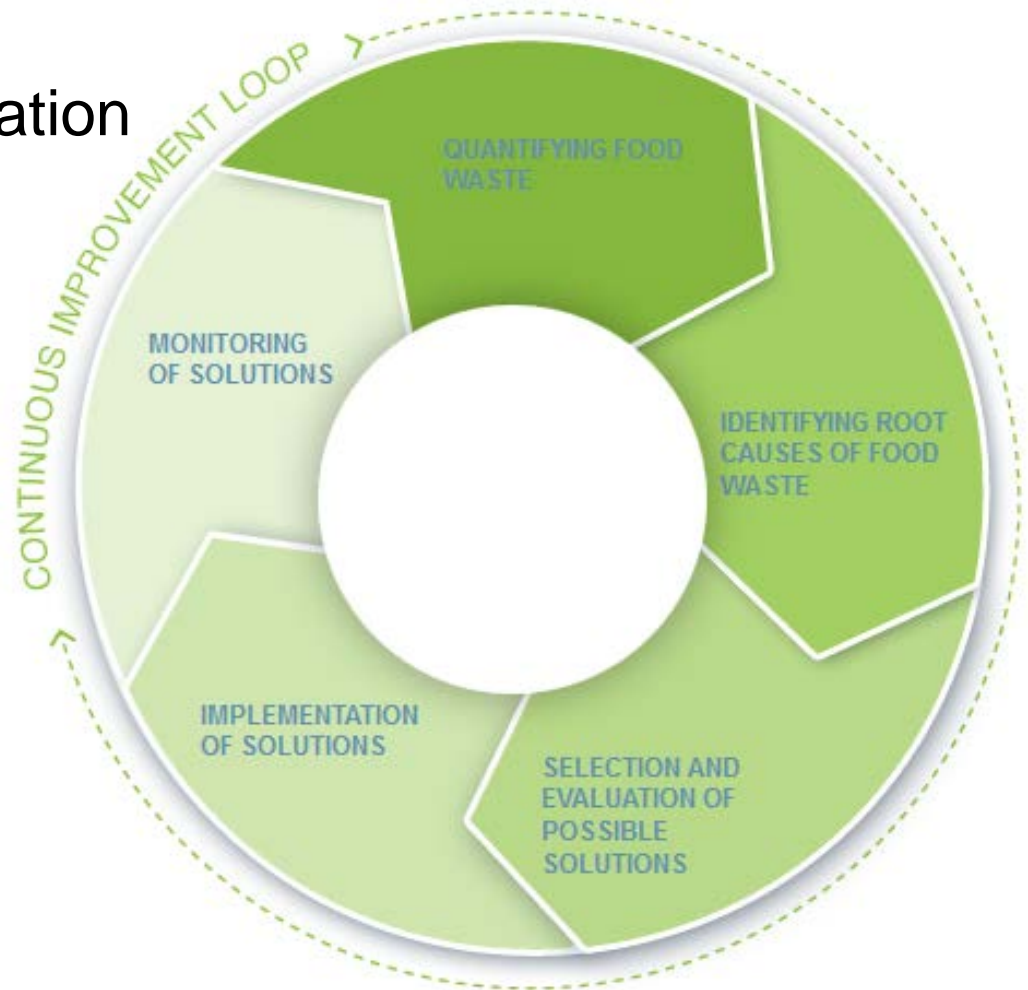 ation
CONTINUOUS IMPROVEMENT LOOP
QUANTIFYING FOOD
WASTE
IDENTIFYING ROOT
CAUSES OF FOOD
WASTE
SELECTION AND
EVALUATION OF
POSSIBLE
SOLUTIONS
IMPLEMENTATION
OF SOLUTIONS
MONITORING
OF SOLUTIONS